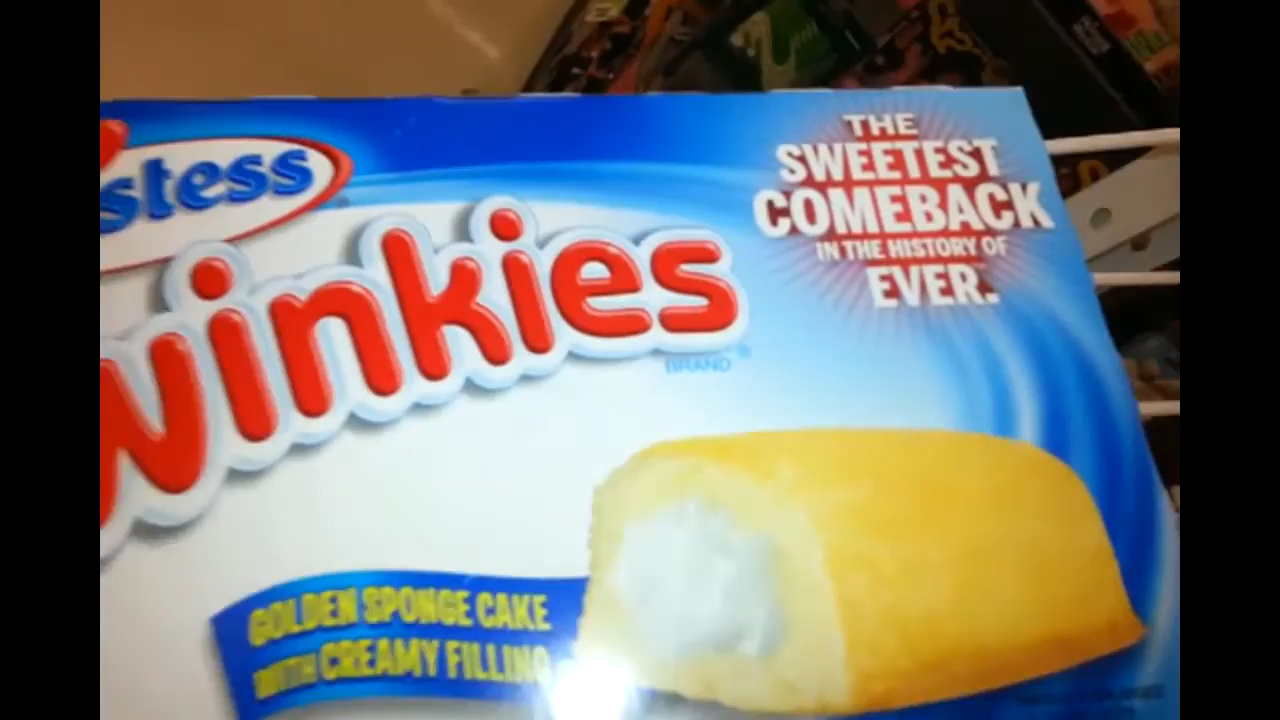 stess
winkies
BRAND
THE
SWEETEST
COMEBACK
IN THE HISTORY OF
EVER.
GOLDEN SPONGE CAKE
WITH CREAMY FILLING